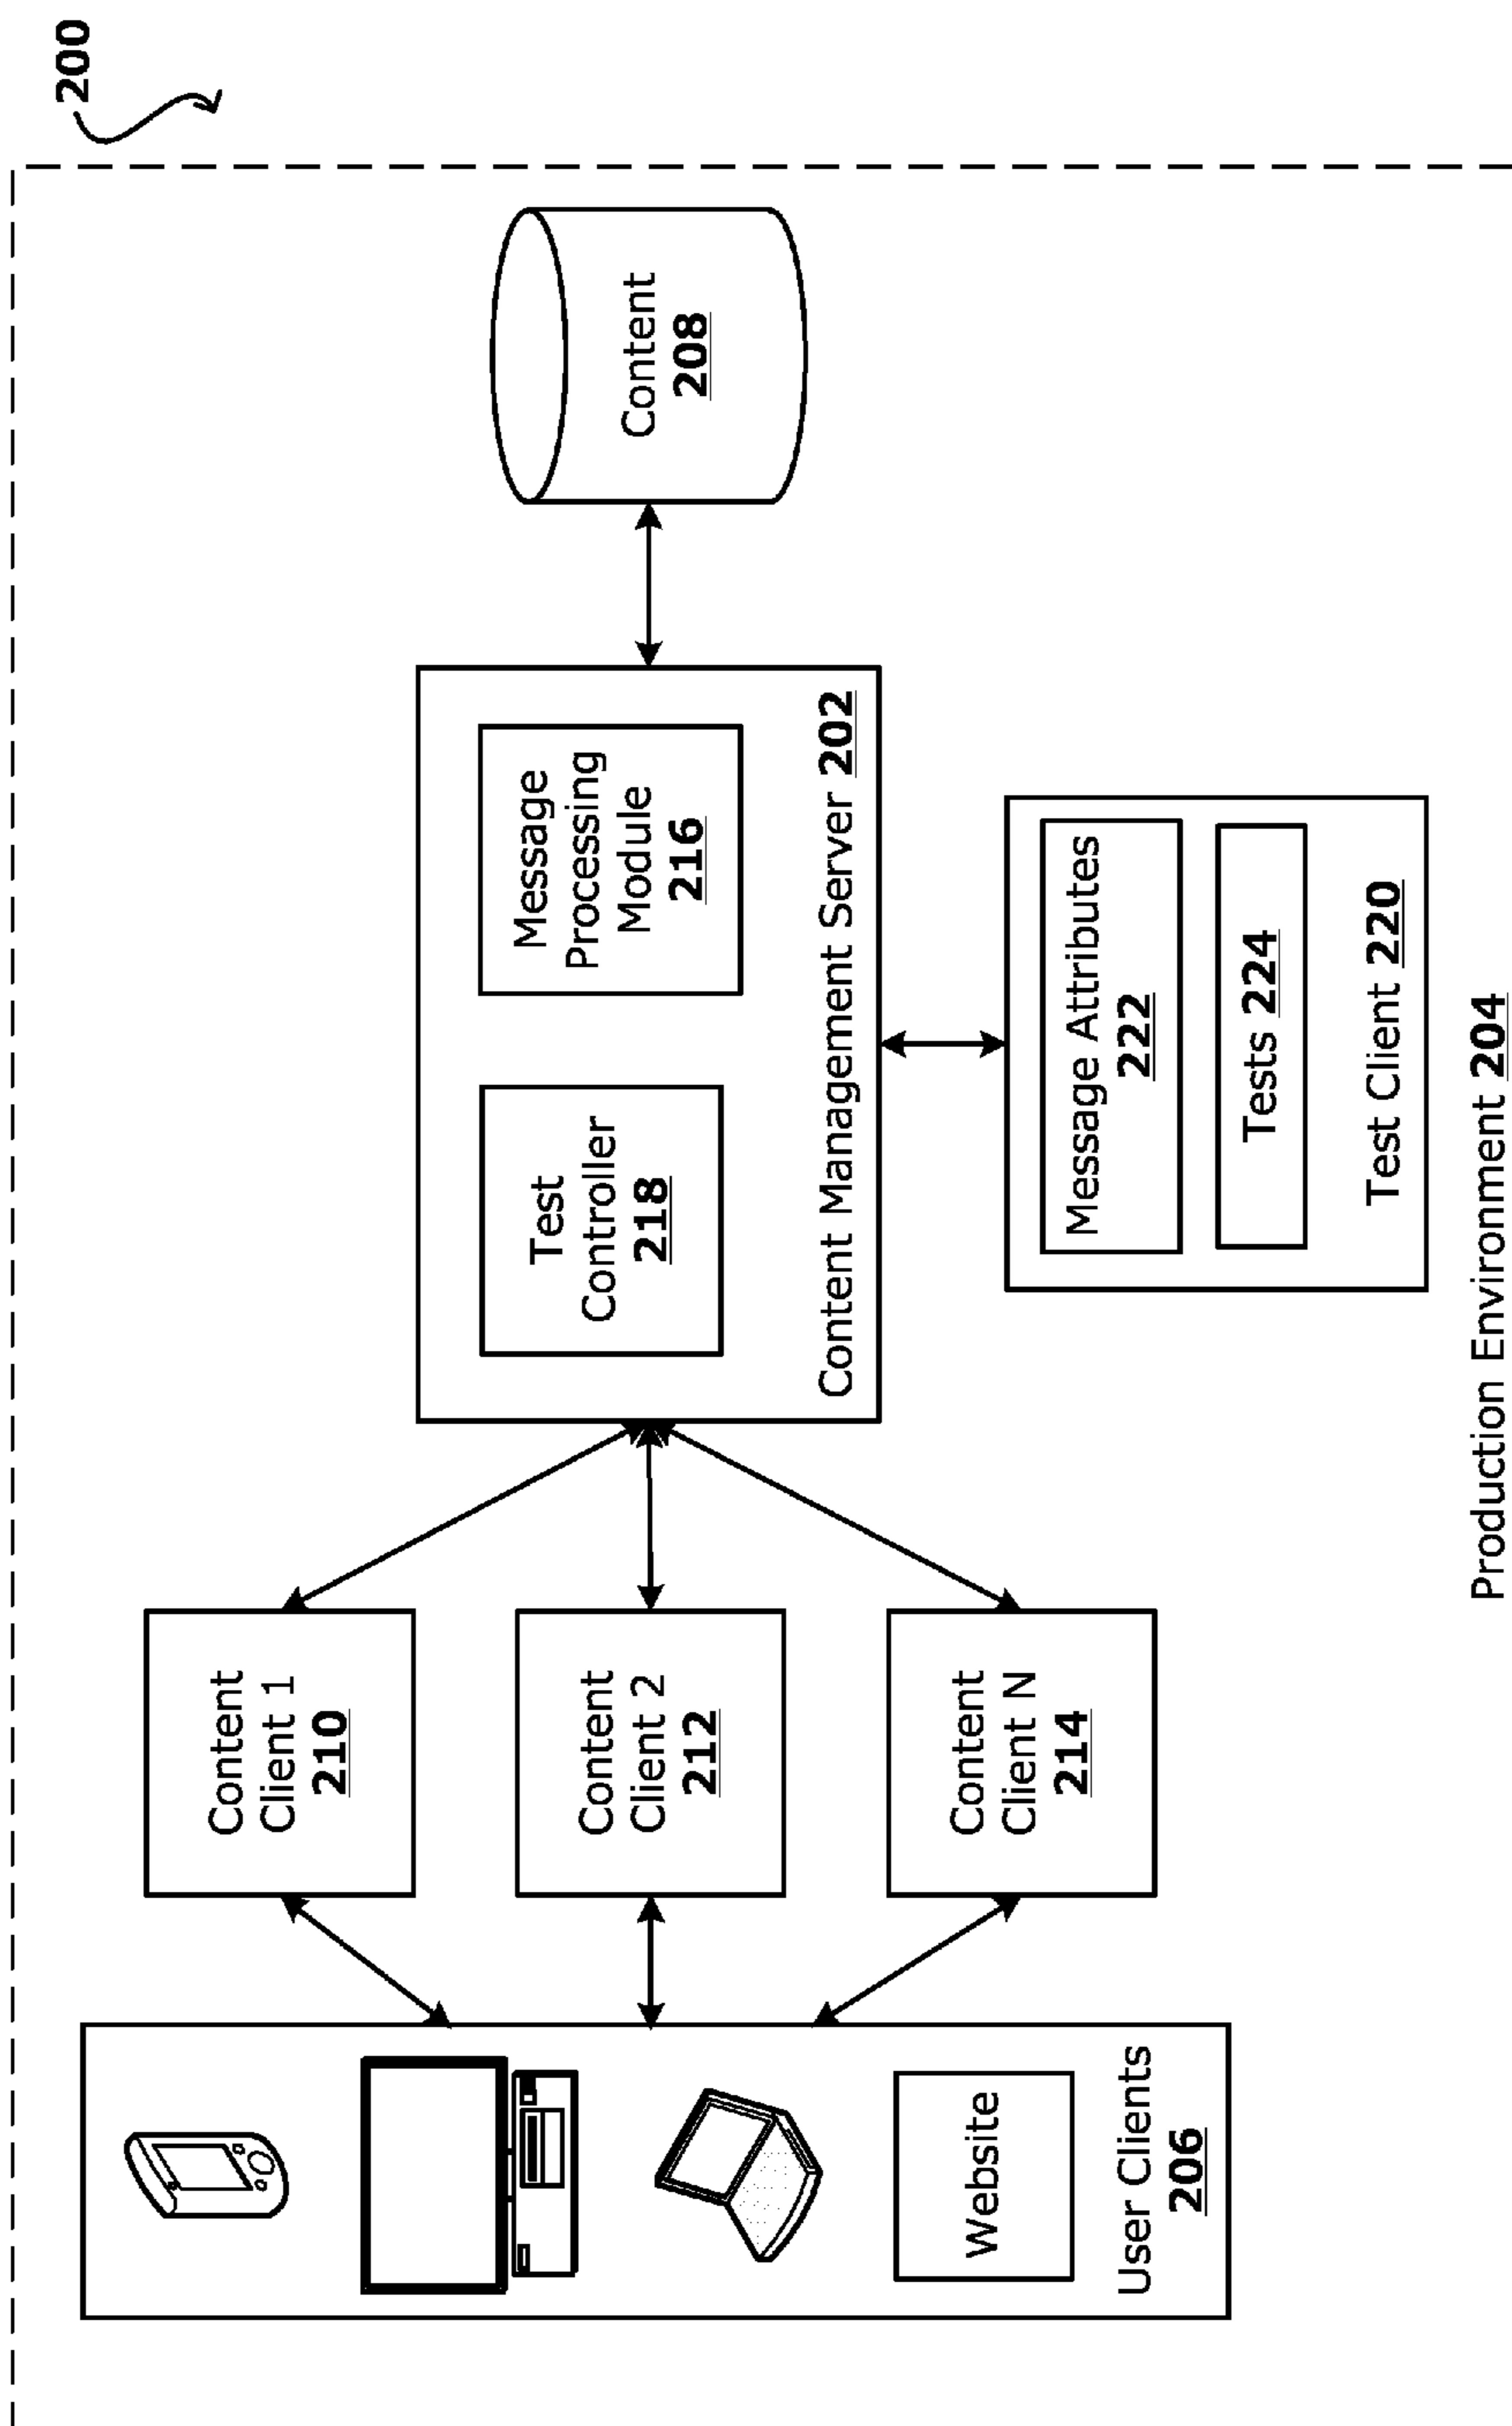 200
Content
Client 1
210
Content
Client 2
212
Content
Client N
214
Website
User Clients
206
Test
Controller
218
Message
Processing
Module
216
Content Management Server 202
Content
208
Message Attributes
222
Tests 224
Test Client 220
Production Environment 204